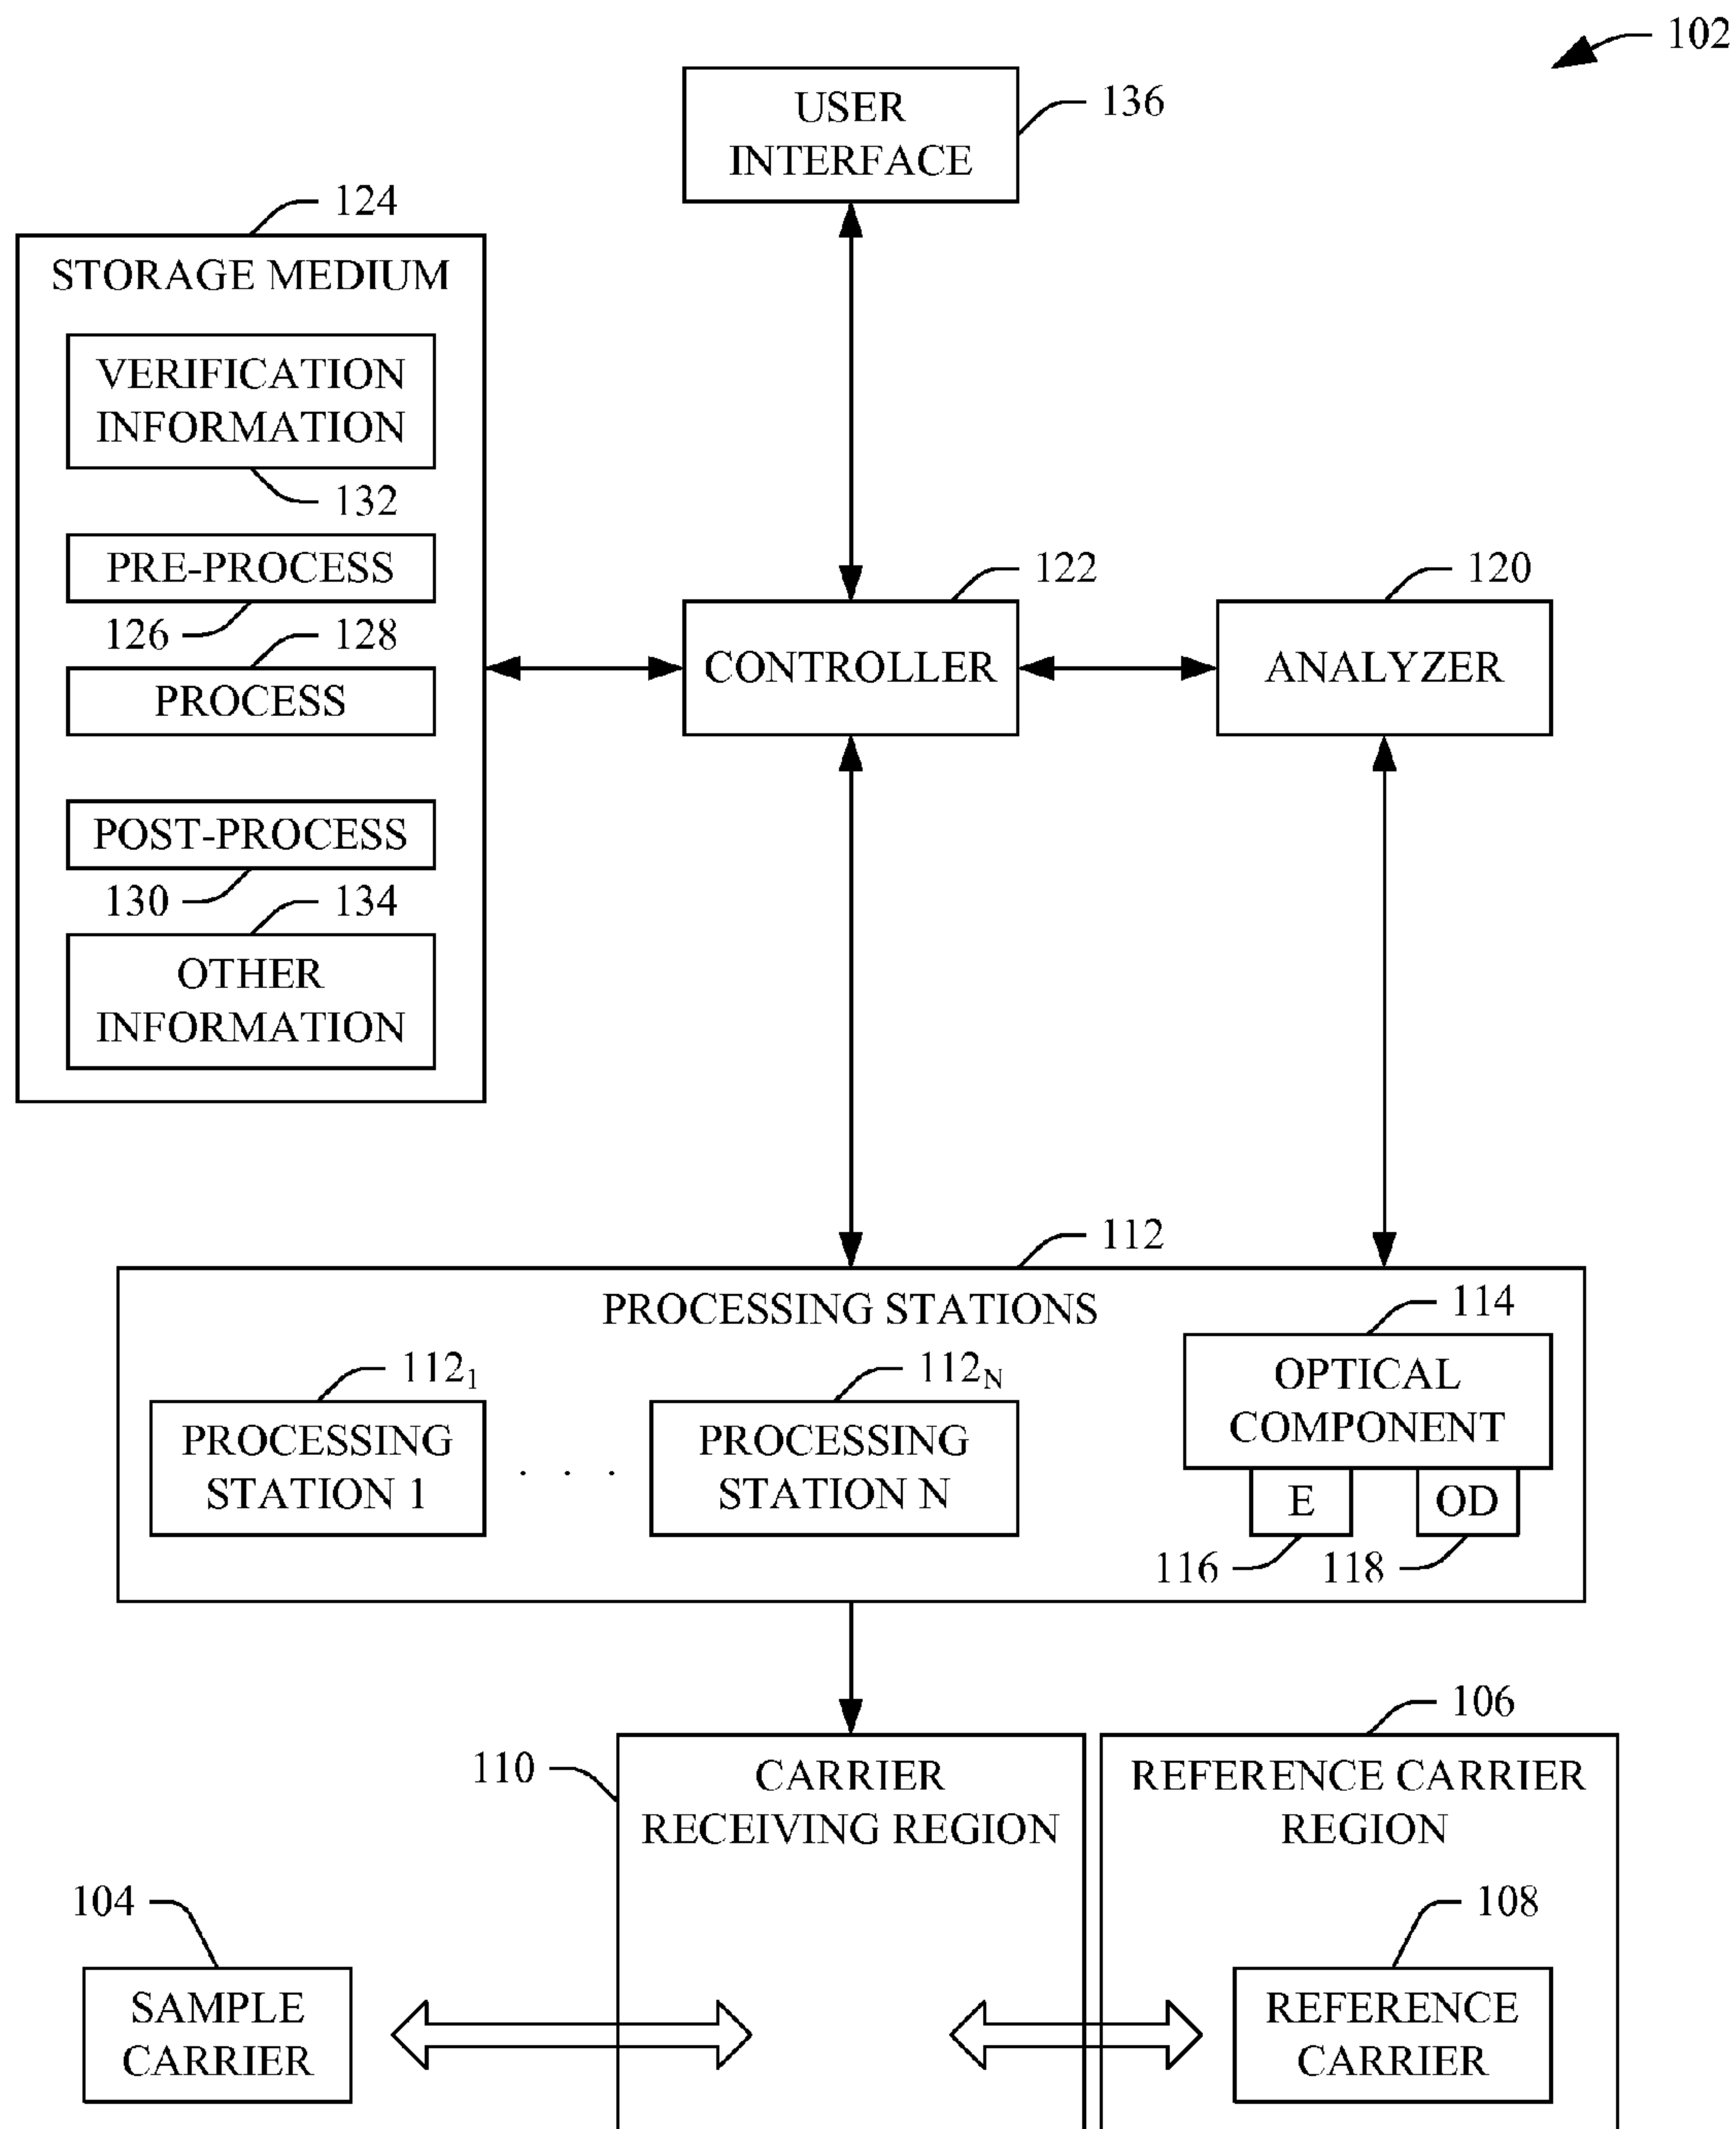 102
USER
INTERFACE
136
124
STORAGE MEDIUM
VERIFICATION
INFORMATION
132
PRE-PROCESS
126
128
PROCESS
POST-PROCESS
130
134
OTHER
INFORMATION
122
CONTROLLER
120
ANALYZER
112
PROCESSING STATIONS
112₁
PROCESSING
STATION 1
. . .
112ₙ
PROCESSING
STATION N
114
OPTICAL
COMPONENT
E
OD
116
118
110
CARRIER
RECEIVING REGION
106
REFERENCE CARRIER
REGION
104
SAMPLE
CARRIER
108
REFERENCE
CARRIER